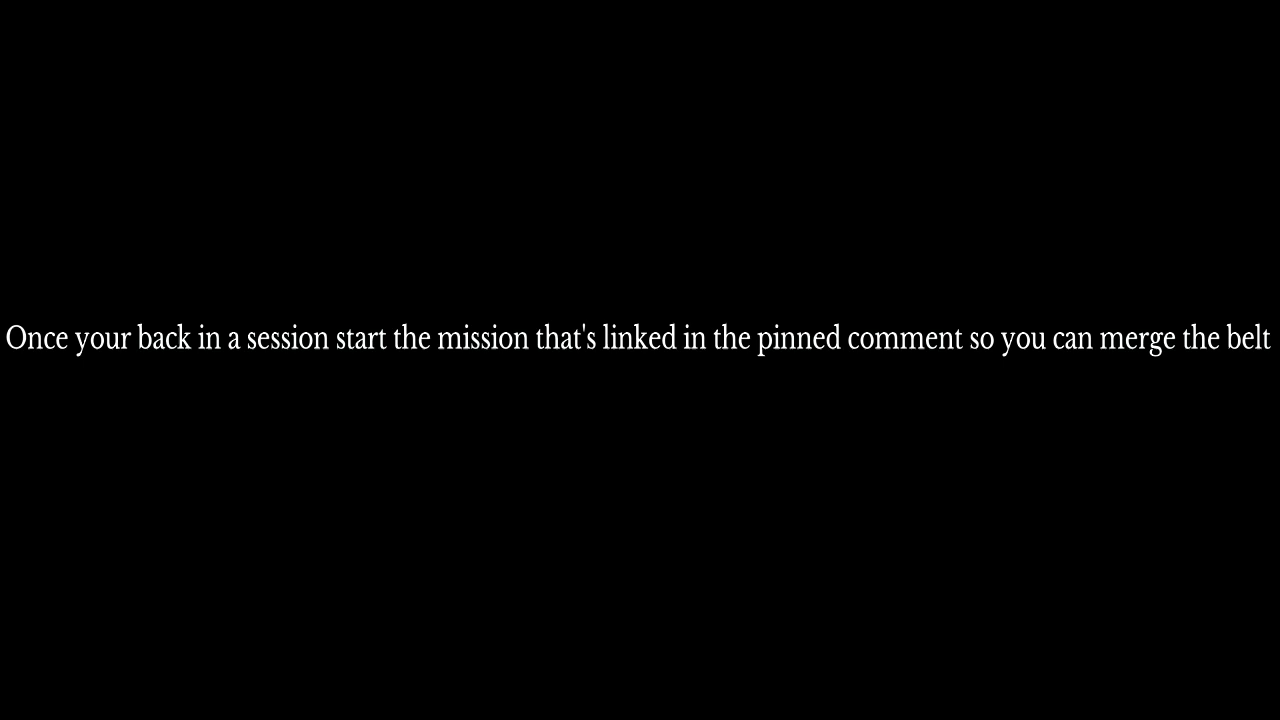 Once your back in a session start the mission that's linked in the pinned comment so you can merge the belt